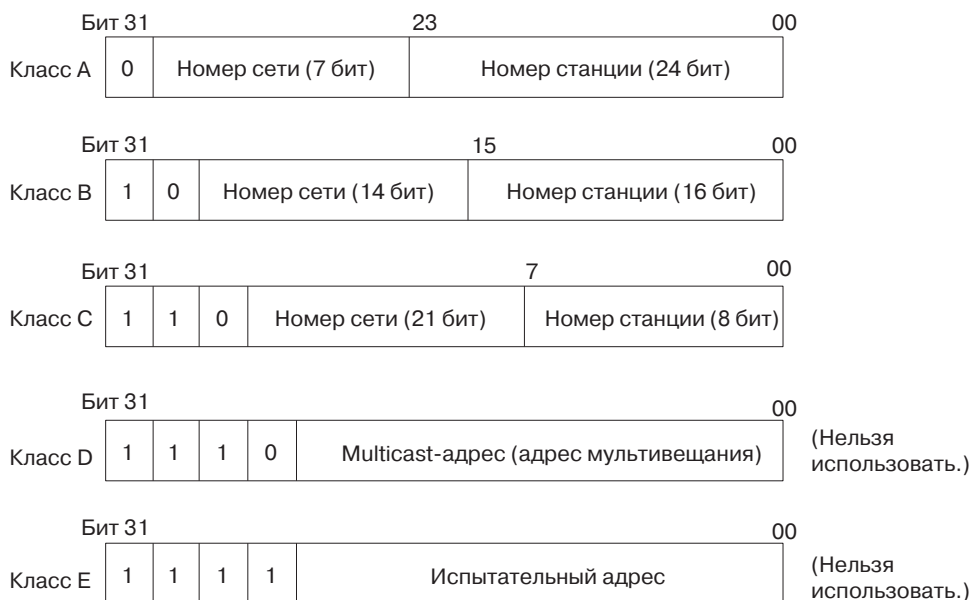 Бит 31 23 00
Класс A 0 Номер сети (7 бит) Номер станции (24 бит)
Бит 31 15 00
Класс B 1 0 Номер сети (14 бит) Номер станции (16 бит)
Бит 31 7 00
Класс C 1 1 0 Номер сети (21 бит) Номер станции (8 бит)
Бит 31 00
Класс D 1 1 1 0 Multicast-адрес (адрес мультивещания) (Нельзя
использовать.)
Бит 31 00
Класс E 1 1 1 1 Испытательный адрес (Нельзя
использовать.)